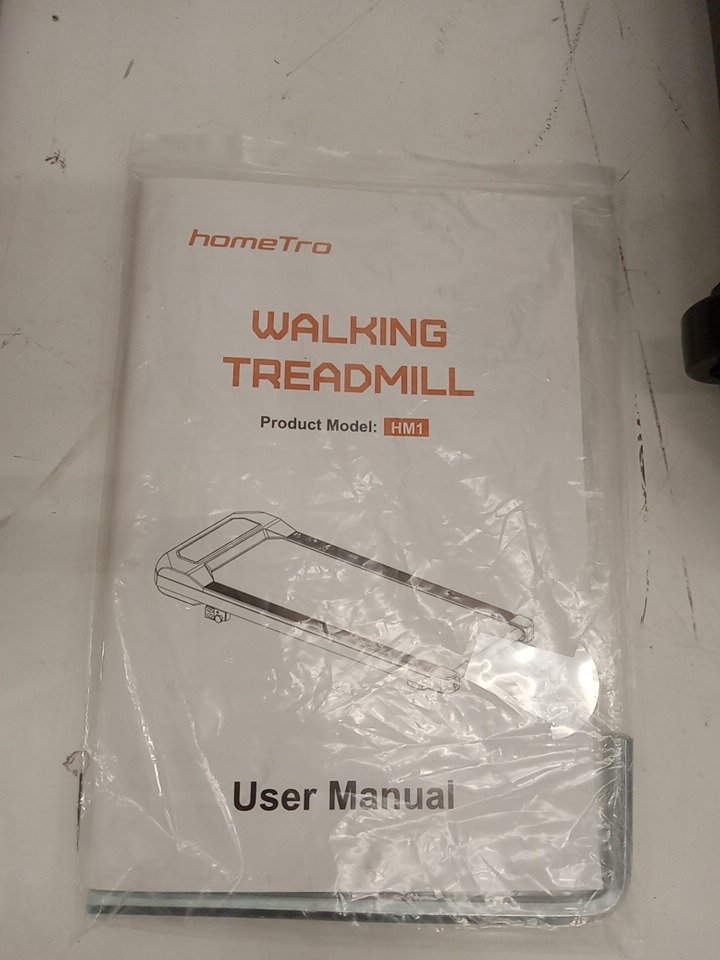 homeTro
WALKING
TREADMILL
Product Model: HM1
User Manual